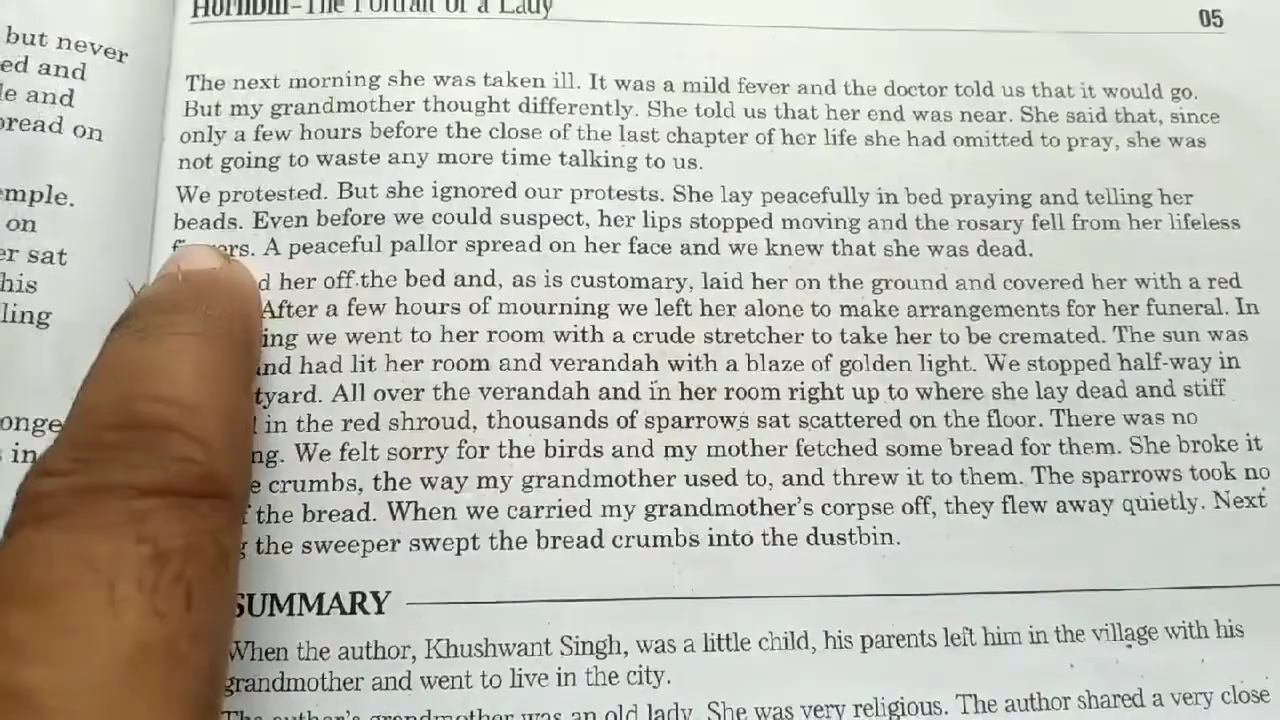 Hornbill–The Portrait of a Lady
05
but never
ed and
le and
pread on
mple.
on
er sat
his
ling
onge
in
The next morning she was taken ill. It was a mild fever and the doctor told us that it would go.
But my grandmother thought differently. She told us that her end was near. She said that, since
only a few hours before the close of the last chapter of her life she had omitted to pray, she was
not going to waste any more time talking to us.
We protested. But she ignored our protests. She lay peacefully in bed praying and telling her
beads. Even before we could suspect, her lips stopped moving and the rosary fell from her lifeless
A peaceful pallor spread on her face and we knew that she was dead.
d her off the bed and, as is customary, laid her on the ground and covered her with a red
After a few hours of mourning we left her alone to make arrangements for her funeral. In
ing we went to her room with a crude stretcher to take her to be cremated. The sun was
and had lit her room and verandah with a blaze of golden light. We stopped half-way in
tyard. All over the verandah and in her room right up to where she lay dead and stiff
in the red shroud, thousands of sparrows sat scattered on the floor. There was no
ng. We felt sorry for the birds and my mother fetched some bread for them. She broke it
e crumbs, the way my grandmother used to, and threw it to them. The sparrows took no
the bread. When we carried my grandmother's corpse off, they flew away quietly. Next
the sweeper swept the bread crumbs into the dustbin.
SUMMARY
When the author, Khushwant Singh, was a little child, his parents left him in the village with his
grandmother and went to live in the city.
The author's grandmother was an old lady. She was very religious. The author shared a very close